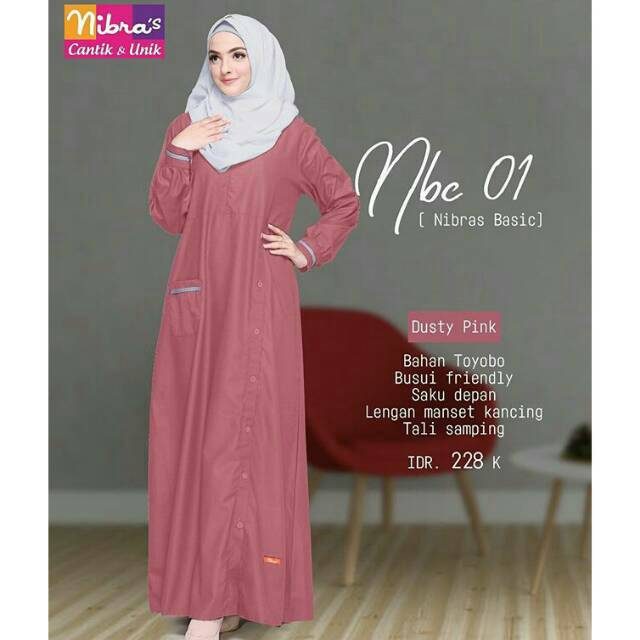 Nibra's
Cantik & Unik
Nbc 01
[ Nibras Basic]
Dusty Pink
Bahan Toyobo
Busui friendly
Saku depan
Lengan manset kancing
Tali samping
IDR. 228 K